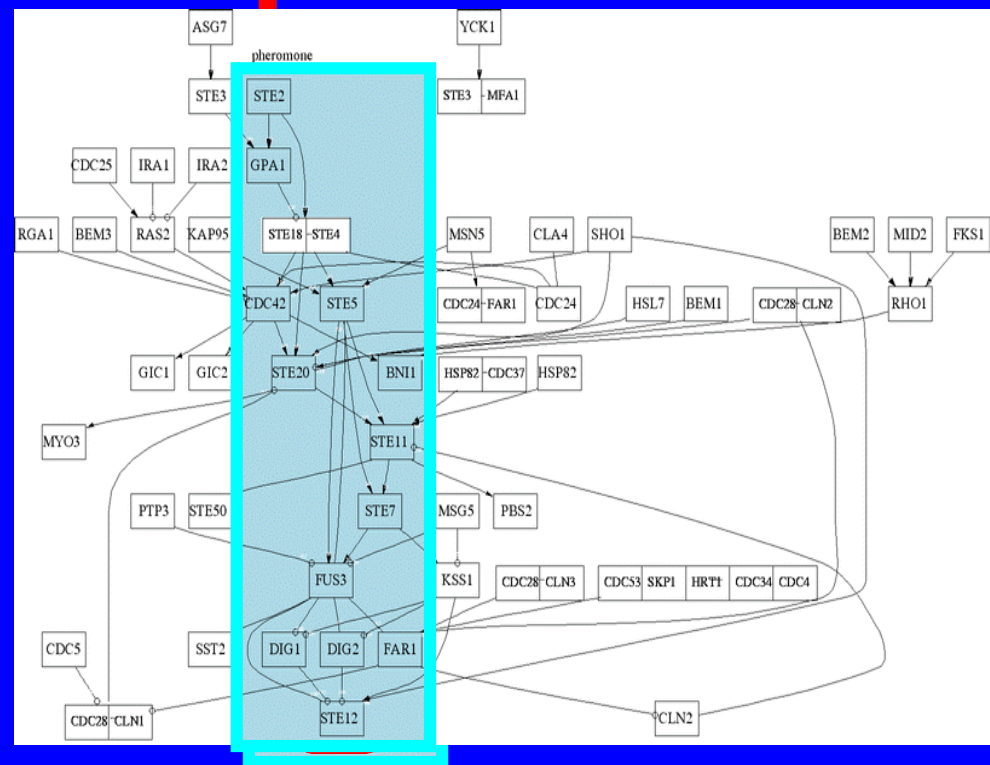 ASG7 YCK1
pheromone
STE3 STE2 STE3 MFA1
CDC25 IRA1 IRA2 GPA1
RGA1 BEM3 RAS2 KAP95 STE18 STE4 MSN5 CLA4 SHO1 BEM2 MID2 FKS1
CDC42 STE5 CDC24 FAR1 CDC24 HSL7 BEM1 CDC28 CLN2 RHO1
GIC1 GIC2 STE20 BNI1 HSP82 CDC37 HSP82
MYO3 STE11
PTP3 STE50 STE7 MSG5 PBS2
FUS3 KSS1 CDC28 CLN3 CDC53 SKP1 HRT1 CDC34 CDC4
CDC5 SST2 DIG1 DIG2 FAR1
CDC28 CLN1 STE12 CLN2